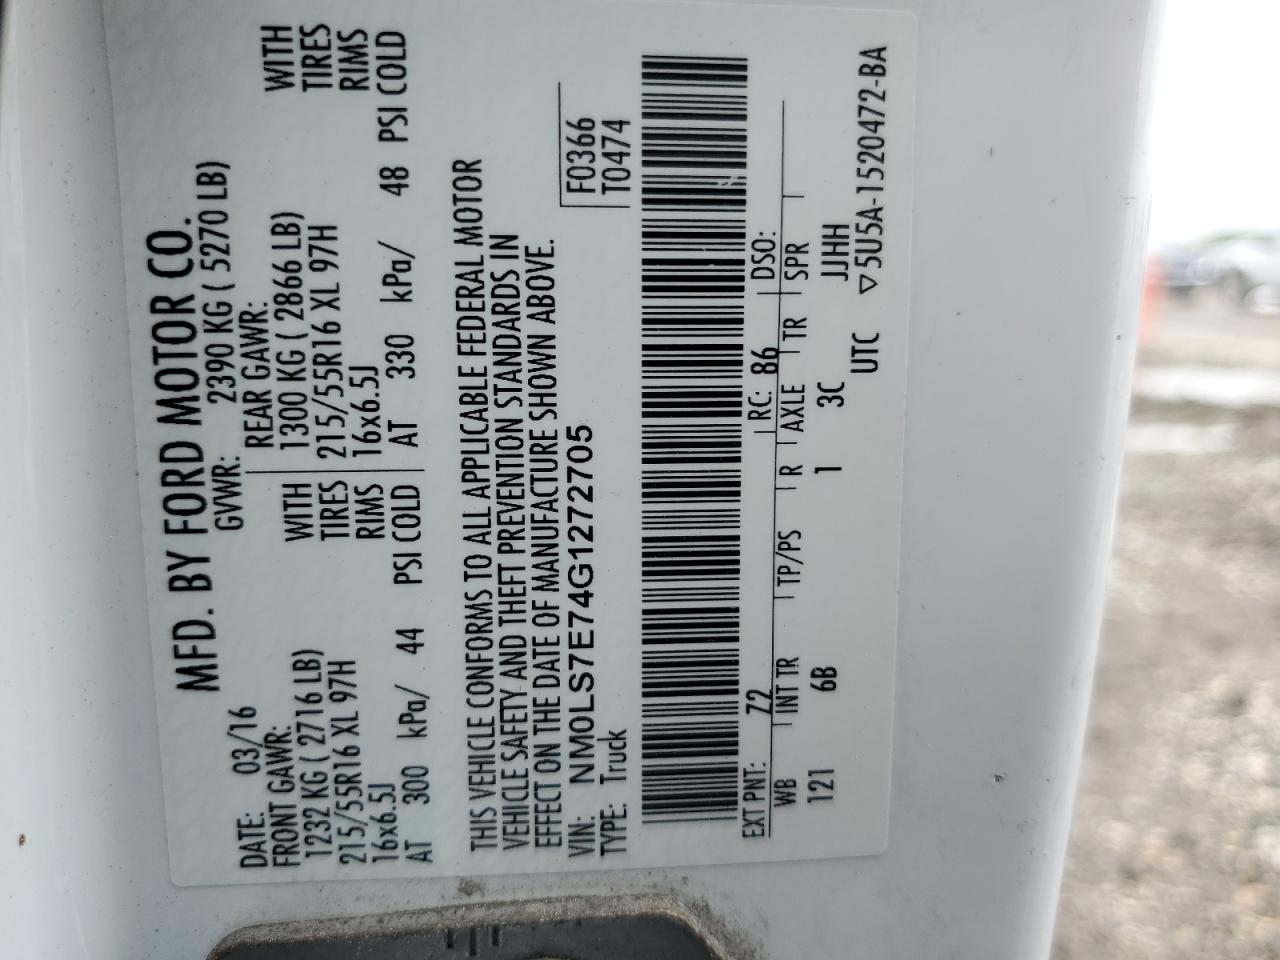 MFD. BY FORD MOTOR CO.
DATE: 03/16 GVWR: 2390 KG ( 5270 LB)
FRONT GAWR: REAR GAWR:
1232 KG ( 2716 LB) WITH 1300 KG ( 2866 LB) WITH
215/55R16 XL 97H TIRES 215/55R16 XL 97H TIRES
16x6.5J RIMS 16x6.5J RIMS
AT 300 kPa/ 44 PSI COLD AT 330 kPa/ 48 PSI COLD
THIS VEHICLE CONFORMS TO ALL APPLICABLE FEDERAL MOTOR
VEHICLE SAFETY AND THEFT PREVENTION STANDARDS IN
EFFECT ON THE DATE OF MANUFACTURE SHOWN ABOVE.
VIN: NM0LS7E74G1272705 F0366
TYPE: Truck T0474
EXT PNT: Z2 RC: 86 DSO:
WB INT TR TP/PS R AXLE TR SPR
121 6B 1 3C JJHH
UTC ▽5U5A-1520472-BA